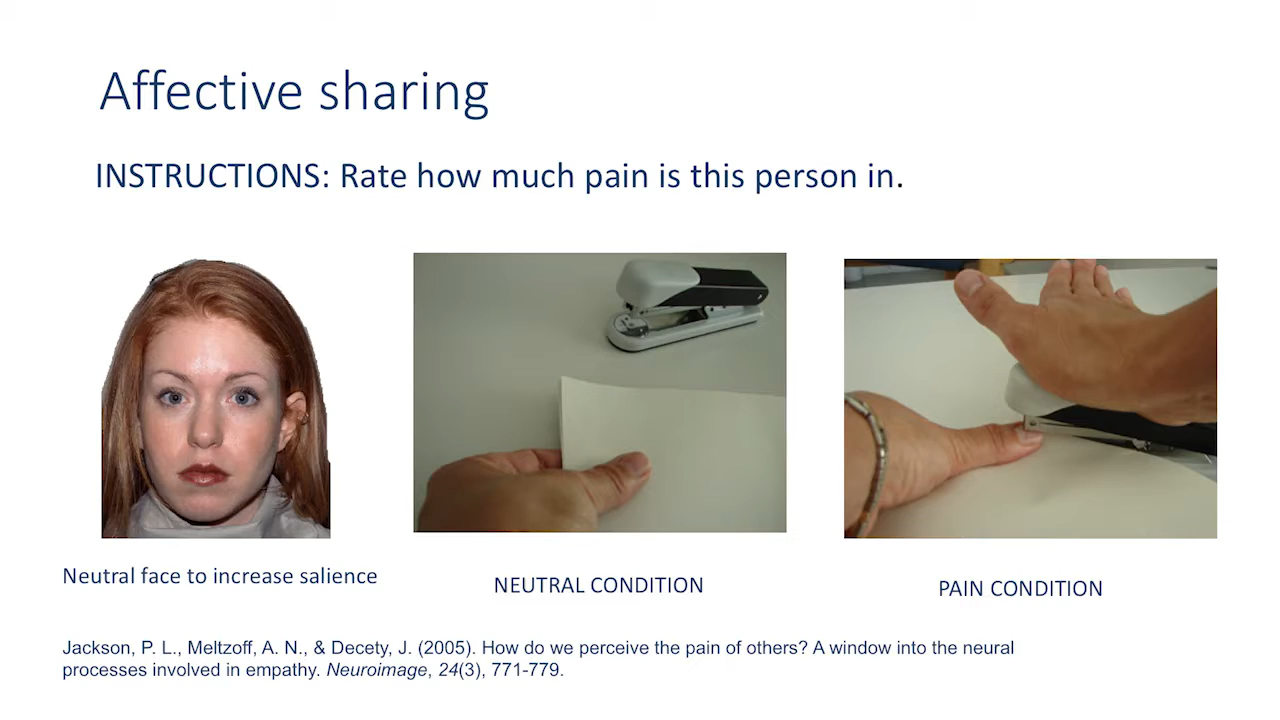 Affective sharing
INSTRUCTIONS: Rate how much pain is this person in.
Neutral face to increase salience
NEUTRAL CONDITION
PAIN CONDITION
Jackson, P. L., Meltzoff, A. N., & Decety, J. (2005). How do we perceive the pain of others? A window into the neural
processes involved in empathy. Neuroimage, 24(3), 771-779.